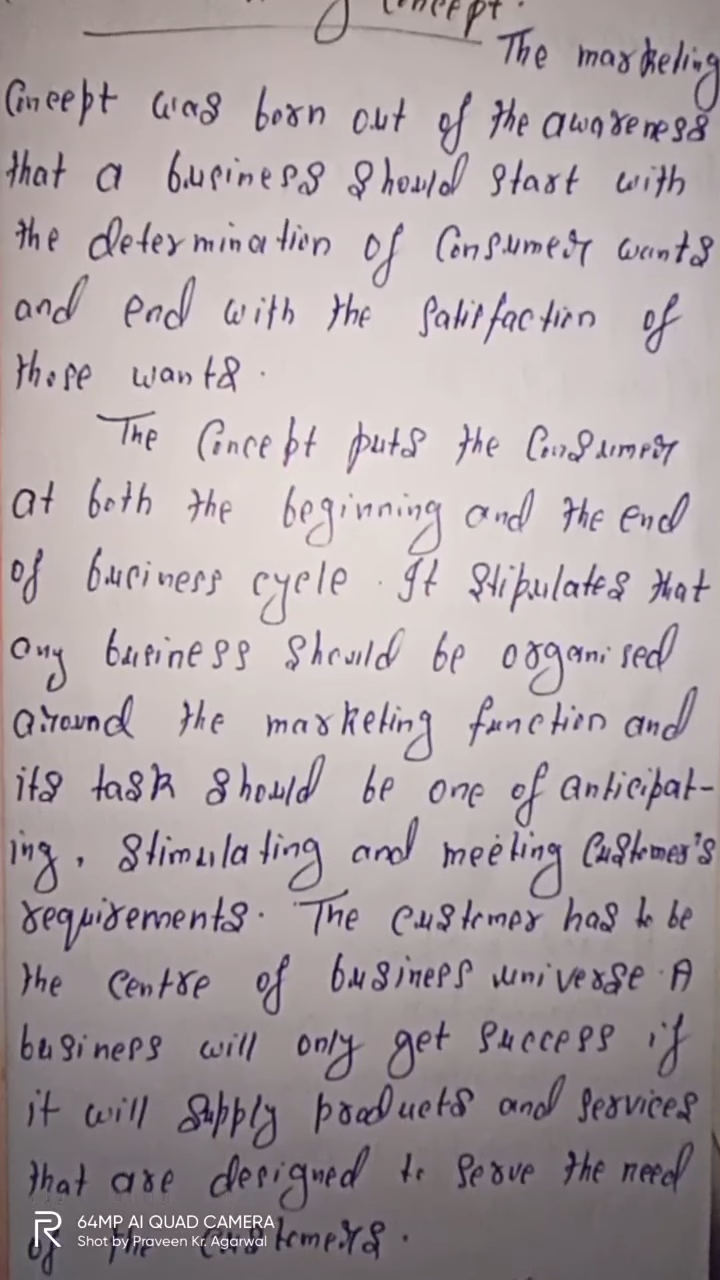 Concept.
The marketing
Concept was born out of the awareness
that a business should start with
the determination of Consumer wants
and end with the satisfaction of
those wants.
The Concept puts the Consumer
at both the beginning and the end
of business cycle. It stipulates that
any business should be organised
around the marketing function and
its task should be one of anticipat-
ing, stimulating and meeting Customer's
requirements. The customer has to be
the centre of business universe. A
business will only get success if
it will supply products and services
that are designed to serve the need
of the customers.
64MP AI QUAD CAMERA
Shot by Praveen Kr. Agarwal